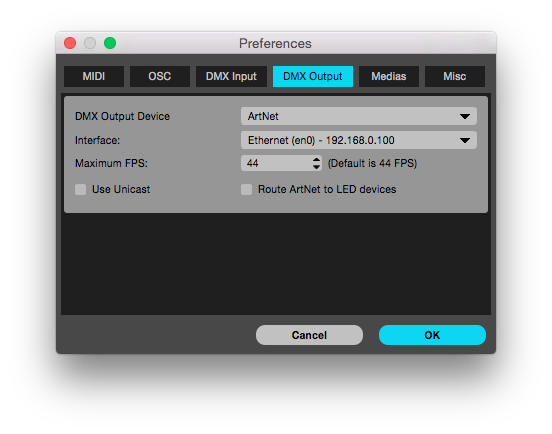 Preferences
MIDI OSC DMX Input DMX Output Medias Misc
DMX Output Device ArtNet
Interface: Ethernet (en0) - 192.168.0.100
Maximum FPS: 44 (Default is 44 FPS)
Use Unicast Route ArtNet to LED devices
Cancel OK